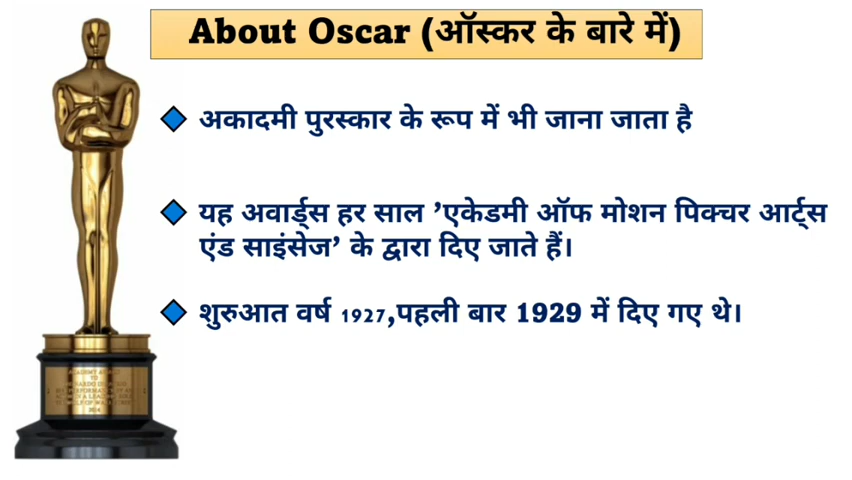 About Oscar (ऑस्कर के बारे में)
अकादमी पुरस्कार के रूप में भी जाना जाता है
यह अवार्ड्स हर साल ’एकेडमी ऑफ मोशन पिक्चर आर्ट्स
एंड साइंसेज’ के द्वारा दिए जाते हैं।
शुरुआत वर्ष 1927,पहली बार 1929 में दिए गए थे।